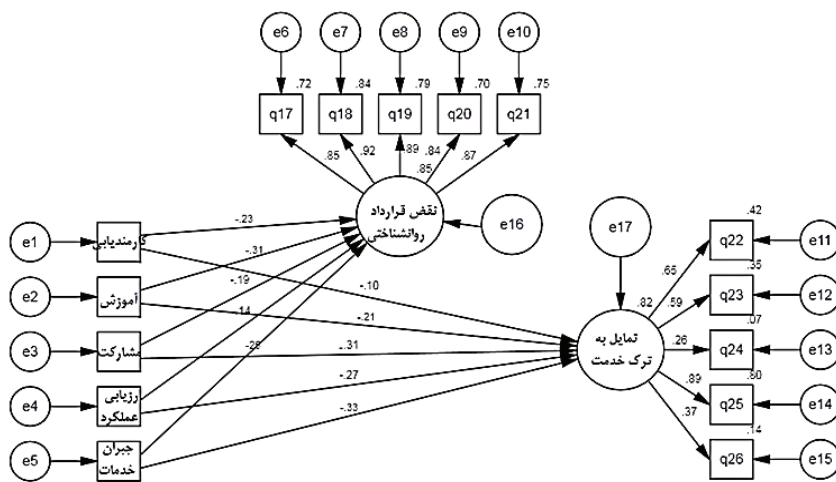 e6 e7 e8 e9 e10
.72 .84 .79 .70 .75
q17 q18 q19 q20 q21
.85 .92 .89 .84 .87
.85
نقض قرارداد
روانشناختی
e16
e17
e1 کارمندیابی
e2 آموزش
e3 مشارکت
e4 ارزیابی
عملکرد
e5 جبران
خدمات
-.23
-.31
-.19
-.14
-.10
-.21
-.31
-.27
-.33
.82
تمایل به
ترک خدمت
.65
.59
.26
.89
.37
.42
q22 e11
.35
q23 e12
.07
q24 e13
.80
q25 e14
.14
q26 e15